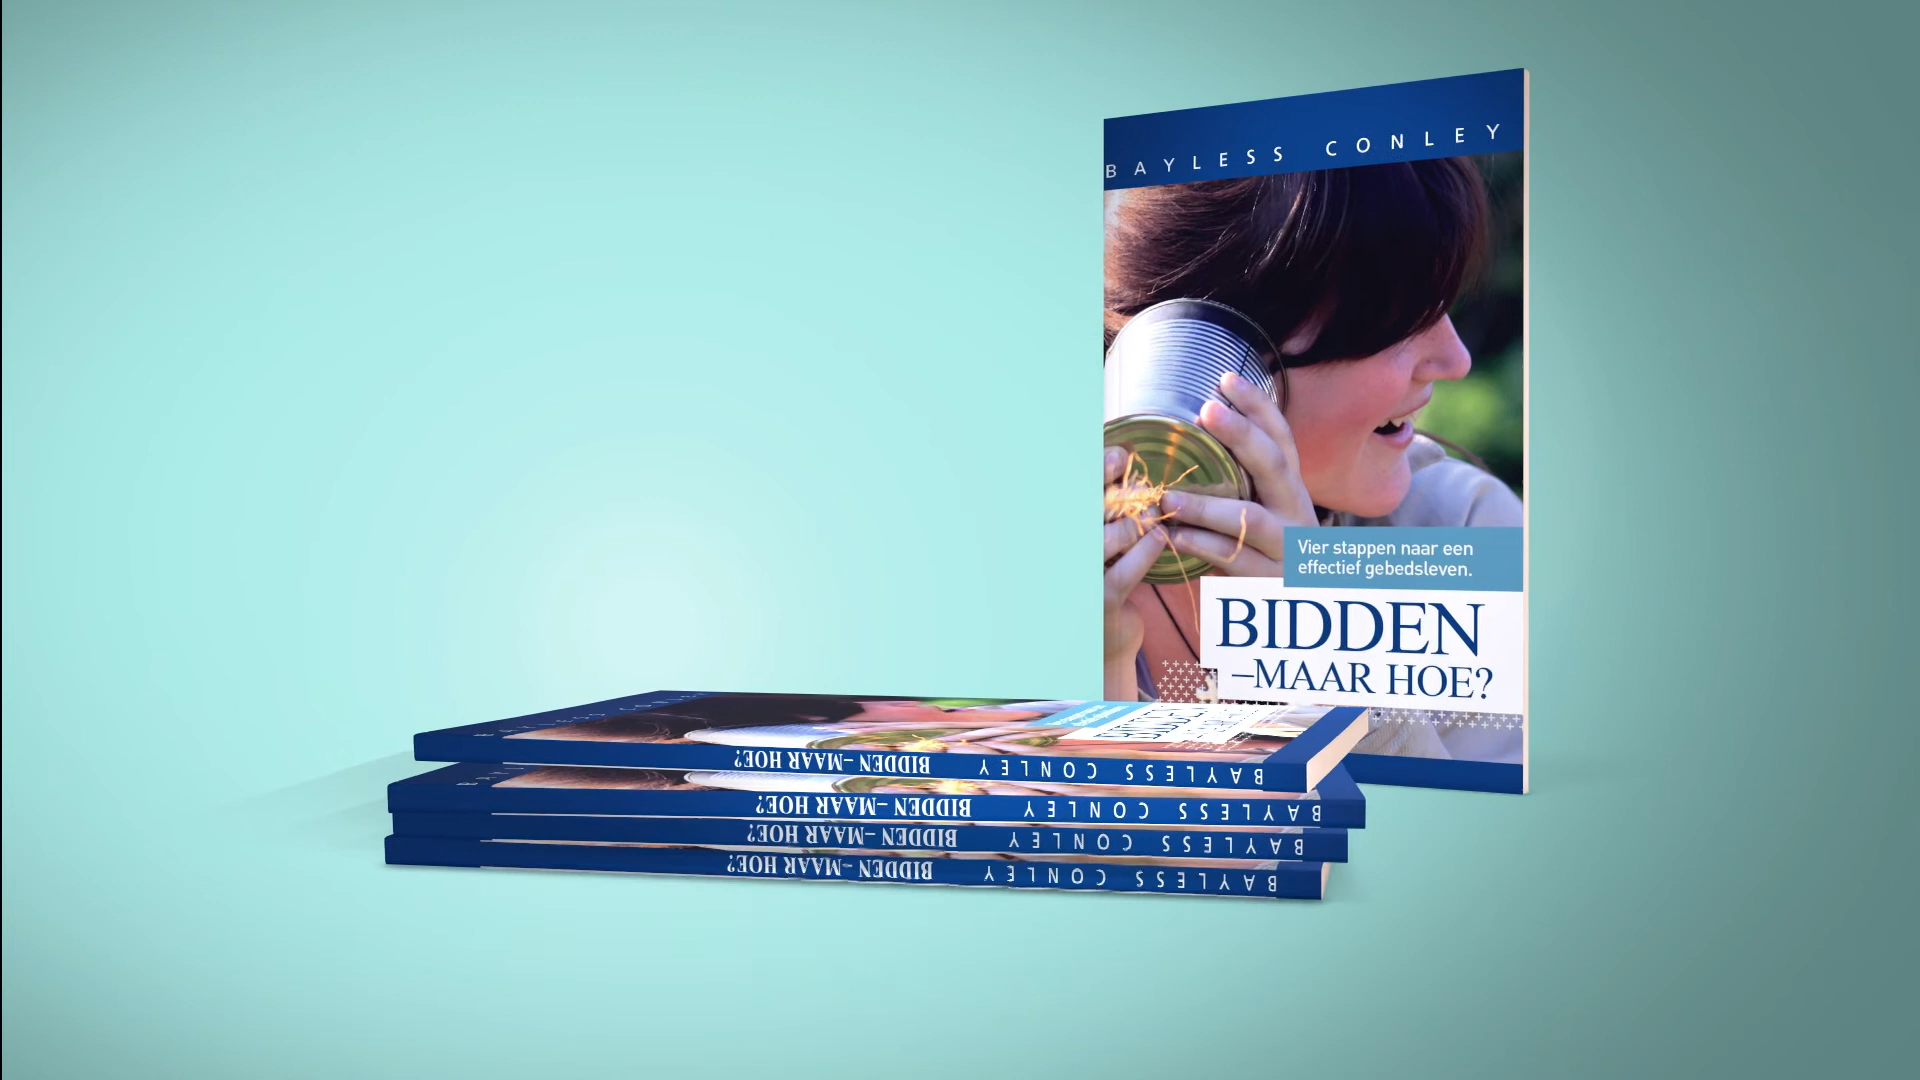 BAYLESS CONLEY
Vier stappen naar een
effectief gebedsleven.
BIDDEN
–MAAR HOE?
BAYLESS CONLEY BIDDEN –MAAR HOE?
BAYLESS CONLEY BIDDEN –MAAR HOE?
BAYLESS CONLEY BIDDEN –MAAR HOE?
BAYLESS CONLEY BIDDEN –MAAR HOE?